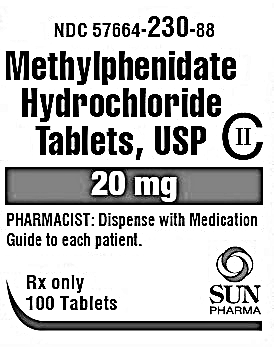 NDC 57664-230-88
Methylphenidate
Hydrochloride
Tablets, USP CII
20 mg
PHARMACIST: Dispense with Medication
Guide to each patient.
Rx only
100 Tablets
SUN
PHARMA